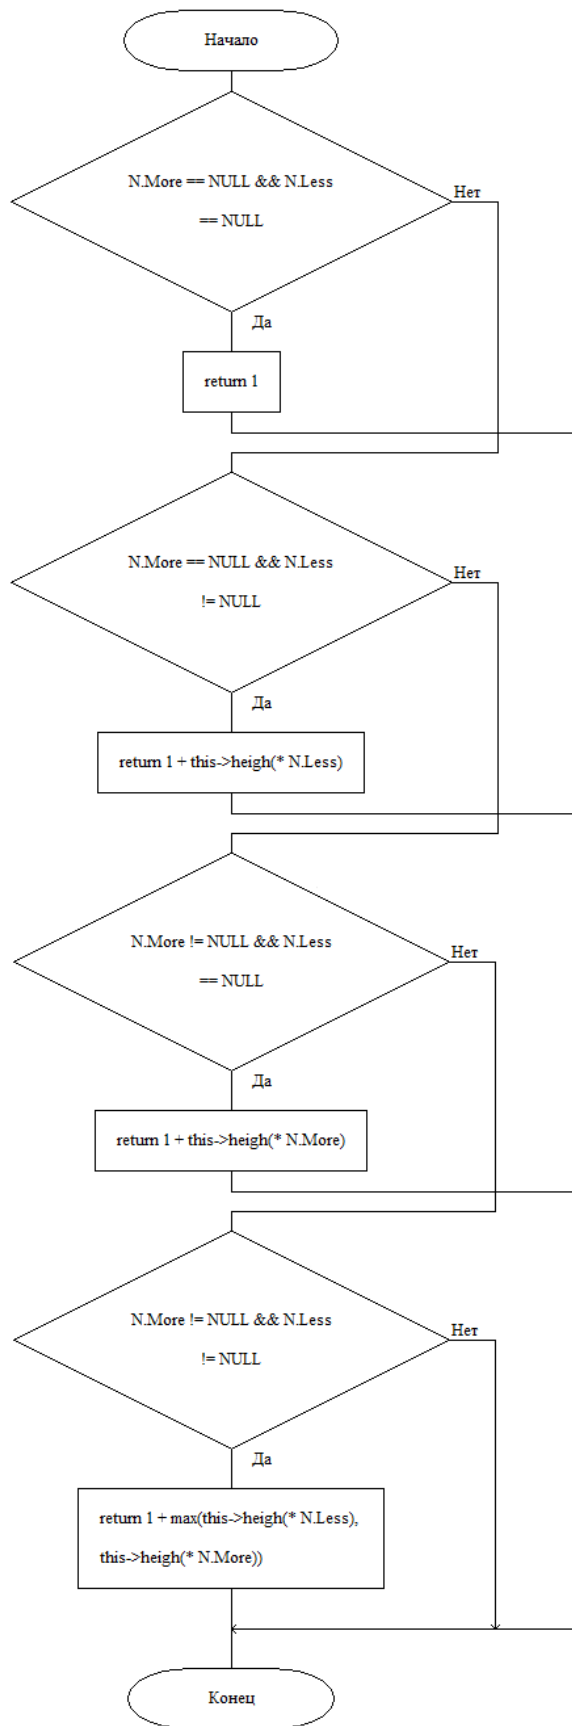 Начало
N.More == NULL && N.Less
== NULL
Нет
Да
return 1
N.More == NULL && N.Less
!= NULL
Нет
Да
return 1 + this->heigh(* N.Less)
N.More != NULL && N.Less
== NULL
Нет
Да
return 1 + this->heigh(* N.More)
N.More != NULL && N.Less
!= NULL
Нет
Да
return 1 + max(this->heigh(* N.Less),
this->heigh(* N.More))
Конец